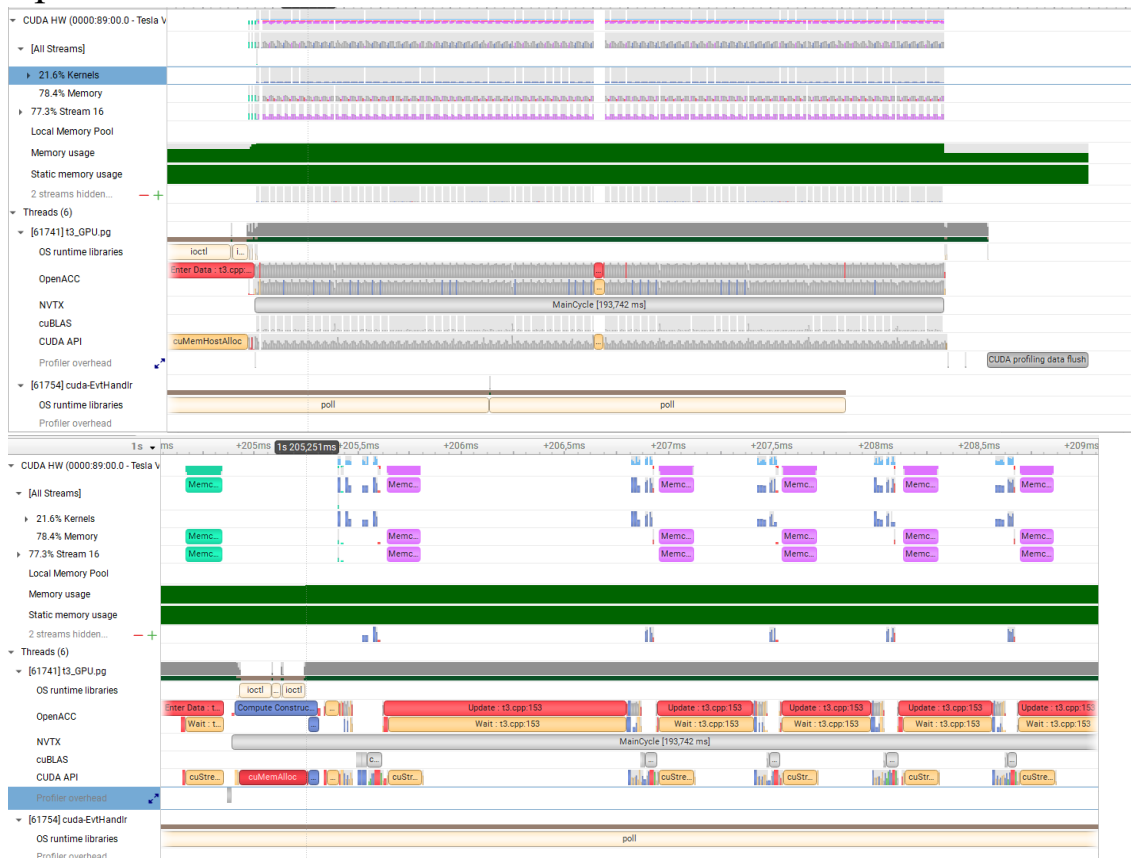 CUDA HW (0000:89:00.0 - Tesla V
[All Streams]
21.6% Kernels
78.4% Memory
77.3% Stream 16
Local Memory Pool
Memory usage
Static memory usage
2 streams hidden... — +
Threads (6)
[61741] t3_GPU.pg
OS runtime libraries ioctl i...
OpenACC Enter Data : t3.cpp:... ...
...
NVTX MainCycle [193,742 ms]
cuBLAS
CUDA API cuMemHostAlloc ...
Profiler overhead CUDA profiling data flush
[61754] cuda-EvtHandlr
OS runtime libraries poll poll
Profiler overhead
1s ms +205ms 1s 205,251ms +205,5ms +206ms +206,5ms +207ms +207,5ms +208ms +208,5ms +209ms
CUDA HW (0000:89:00.0 - Tesla V
[All Streams] Memc... Memc... Memc... Memc... Memc... Memc...
21.6% Kernels
78.4% Memory Memc... Memc... Memc... Memc... Memc... Memc...
77.3% Stream 16 Memc... Memc... Memc... Memc... Memc... Memc...
Local Memory Pool
Memory usage
Static memory usage
2 streams hidden... — +
Threads (6)
[61741] t3_GPU.pg
OS runtime libraries ioctl ... ioctl
OpenACC Enter Data : t... Compute Construc... ... Update : t3.cpp:153 Update : t3.cpp:153 Update : t3.cpp:153 Update : t3.cpp:153 Update : t3.cpp:153
Wait : t... ... Wait : t3.cpp:153 Wait : t3.cpp:153 Wait : t3.cpp:153 Wait : t3.cpp:153 Wait : t3.cpp:153
NVTX MainCycle [193,742 ms]
cuBLAS c... ... ... ... ...
CUDA API cuStre... cuMemAlloc ... ... cuStr... cuStr... cuStr... cuStr... cuStr...
Profiler overhead
[61754] cuda-EvtHandlr
OS runtime libraries poll
Profiler overhead